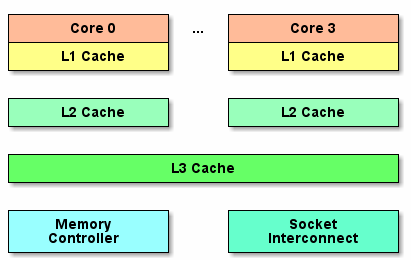 Core 0 ... Core 3
L1 Cache L1 Cache
L2 Cache L2 Cache
L3 Cache
Memory Socket
Controller Interconnect